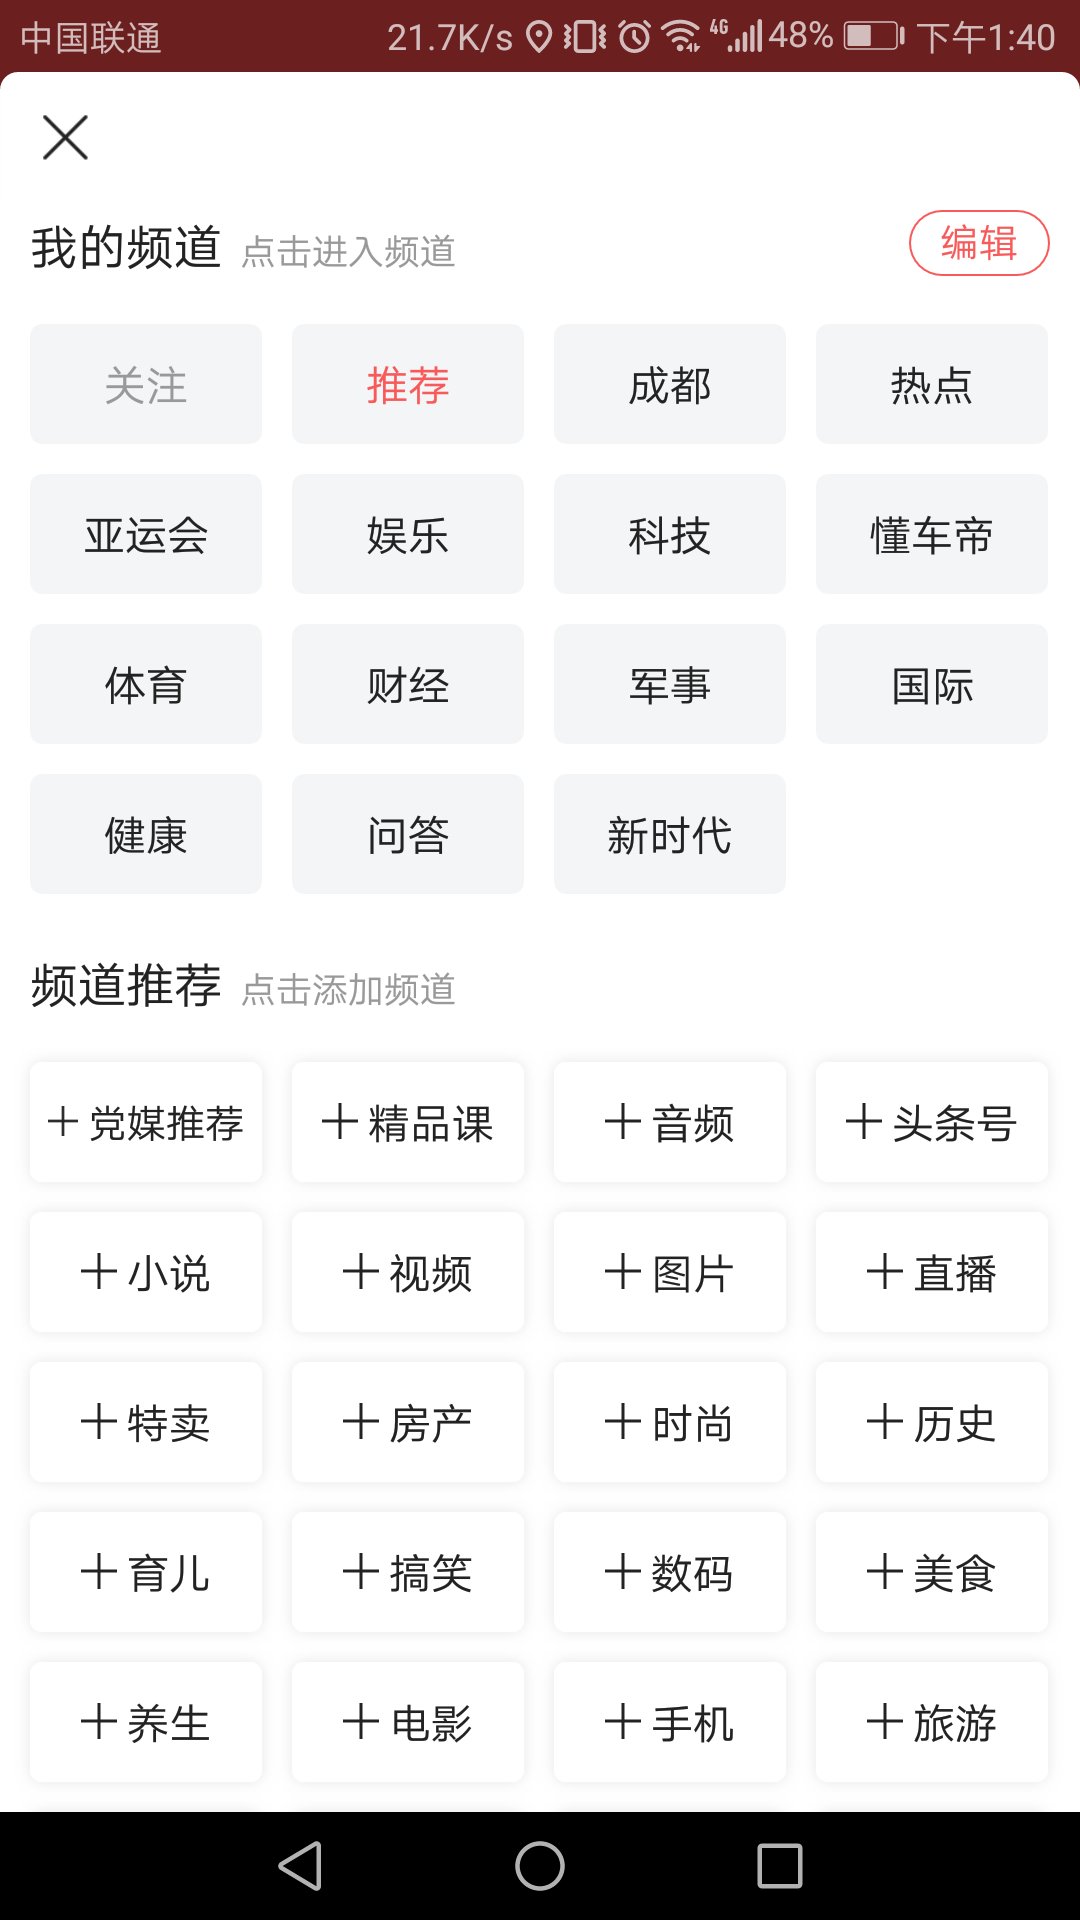 中国联通 21.7K/s 4G 48% 下午1:40
我的频道 点击进入频道 编辑
关注 推荐 成都 热点
亚运会 娱乐 科技 懂车帝
体育 财经 军事 国际
健康 问答 新时代
频道推荐 点击添加频道
+党媒推荐 +精品课 +音频 +头条号
+小说 +视频 +图片 +直播
+特卖 +房产 +时尚 +历史
+育儿 +搞笑 +数码 +美食
+养生 +电影 +手机 +旅游